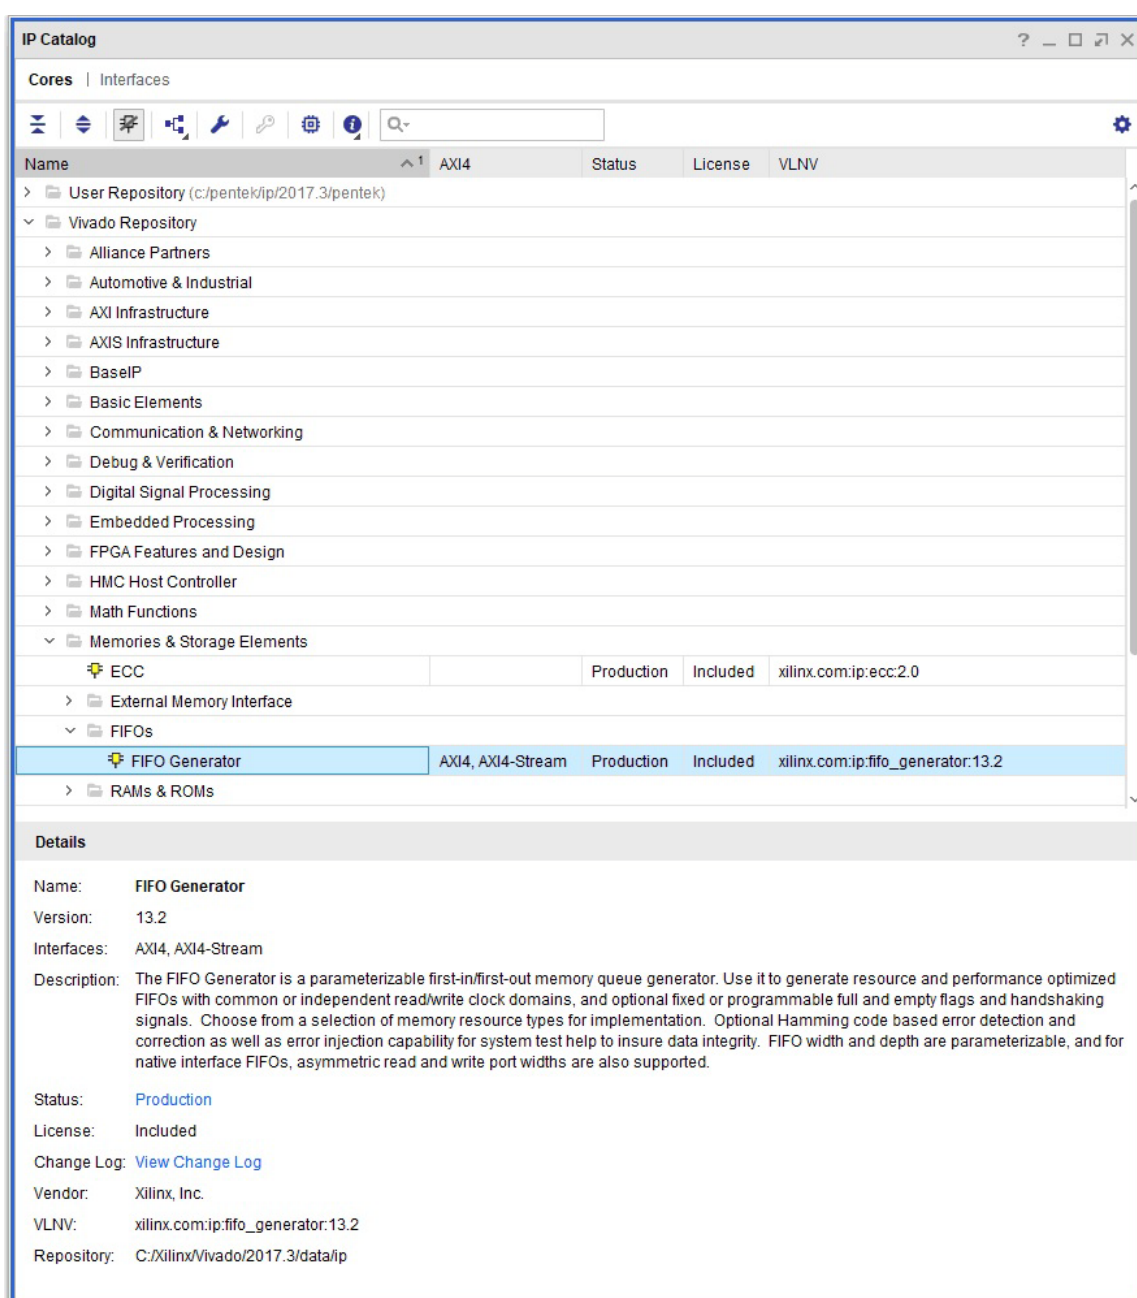 IP Catalog
?
Cores | Interfaces
Name 1 AXI4 Status License VLNV
User Repository (c:/pentek/ip/2017.3/pentek)
Vivado Repository
Alliance Partners
Automotive & Industrial
AXI Infrastructure
AXIS Infrastructure
BaseIP
Basic Elements
Communication & Networking
Debug & Verification
Digital Signal Processing
Embedded Processing
FPGA Features and Design
HMC Host Controller
Math Functions
Memories & Storage Elements
ECC Production Included xilinx.com:ip:ecc:2.0
External Memory Interface
FIFOs
FIFO Generator AXI4, AXI4-Stream Production Included xilinx.com:ip:fifo_generator:13.2
RAMs & ROMs
Details
Name: FIFO Generator
Version: 13.2
Interfaces: AXI4, AXI4-Stream
Description: The FIFO Generator is a parameterizable first-in/first-out memory queue generator. Use it to generate resource and performance optimized
FIFOs with common or independent read/write clock domains, and optional fixed or programmable full and empty flags and handshaking
signals. Choose from a selection of memory resource types for implementation. Optional Hamming code based error detection and
correction as well as error injection capability for system test help to insure data integrity. FIFO width and depth are parameterizable, and for
native interface FIFOs, asymmetric read and write port widths are also supported.
Status: Production
License: Included
Change Log: View Change Log
Vendor: Xilinx, Inc.
VLNV: xilinx.com:ip:fifo_generator:13.2
Repository: C:/Xilinx/Vivado/2017.3/data/ip